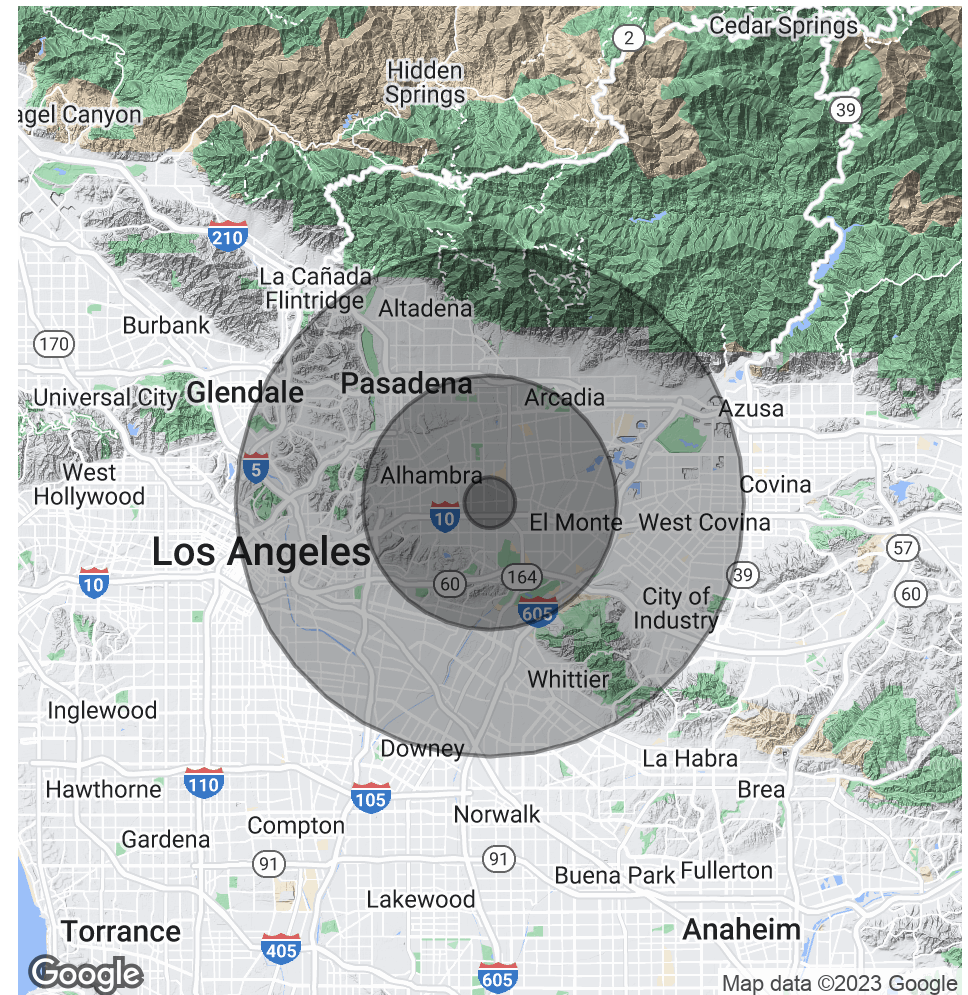 Cedar Springs
2
Hidden
Springs
39
agel Canyon
210
La Cañada
Flintridge
Altadena
Burbank
170
Pasadena
Glendale
Universal City
Arcadia
Azusa
5
West
Hollywood
Alhambra
Covina
10
El Monte
West Covina
Los Angeles
57
10
60
164
39
60
City of
Industry
605
Whittier
Inglewood
Downey
La Habra
Hawthorne
110
105
Brea
Norwalk
Compton
Gardena
91
91
Buena Park
Fullerton
Lakewood
Torrance
Anaheim
405
605
Google
Map data ©2023 Google